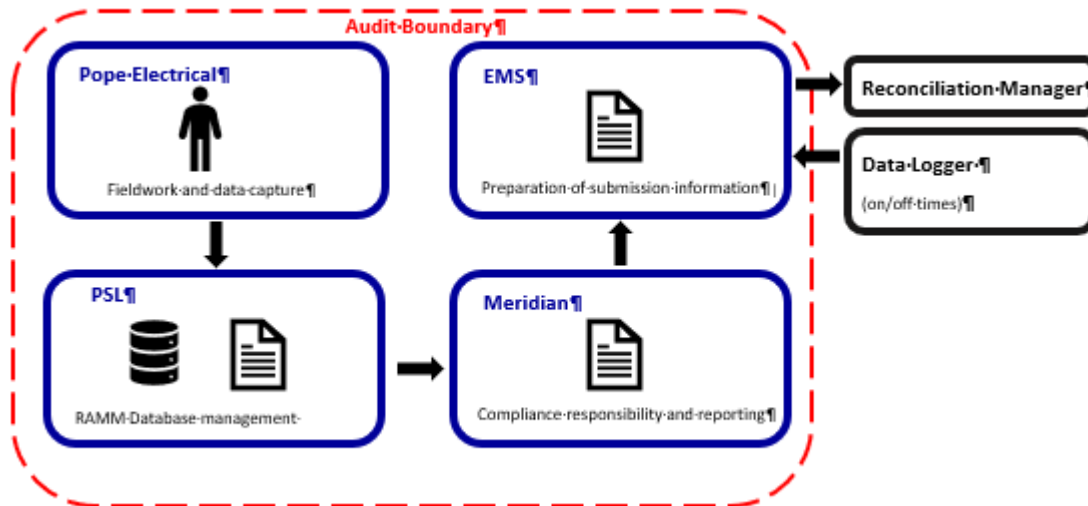 Audit·Boundary¶
Pope·Electrical¶
Fieldwork·and·data·capture¶
EMS¶
Preparation·of·submission·information¶
Reconciliation·Manager¶
Data·Logger·¶
(on/off·times)¶
PSL¶
RAMM·Database·management·
Meridian¶
Compliance·responsibility·and·reporting¶